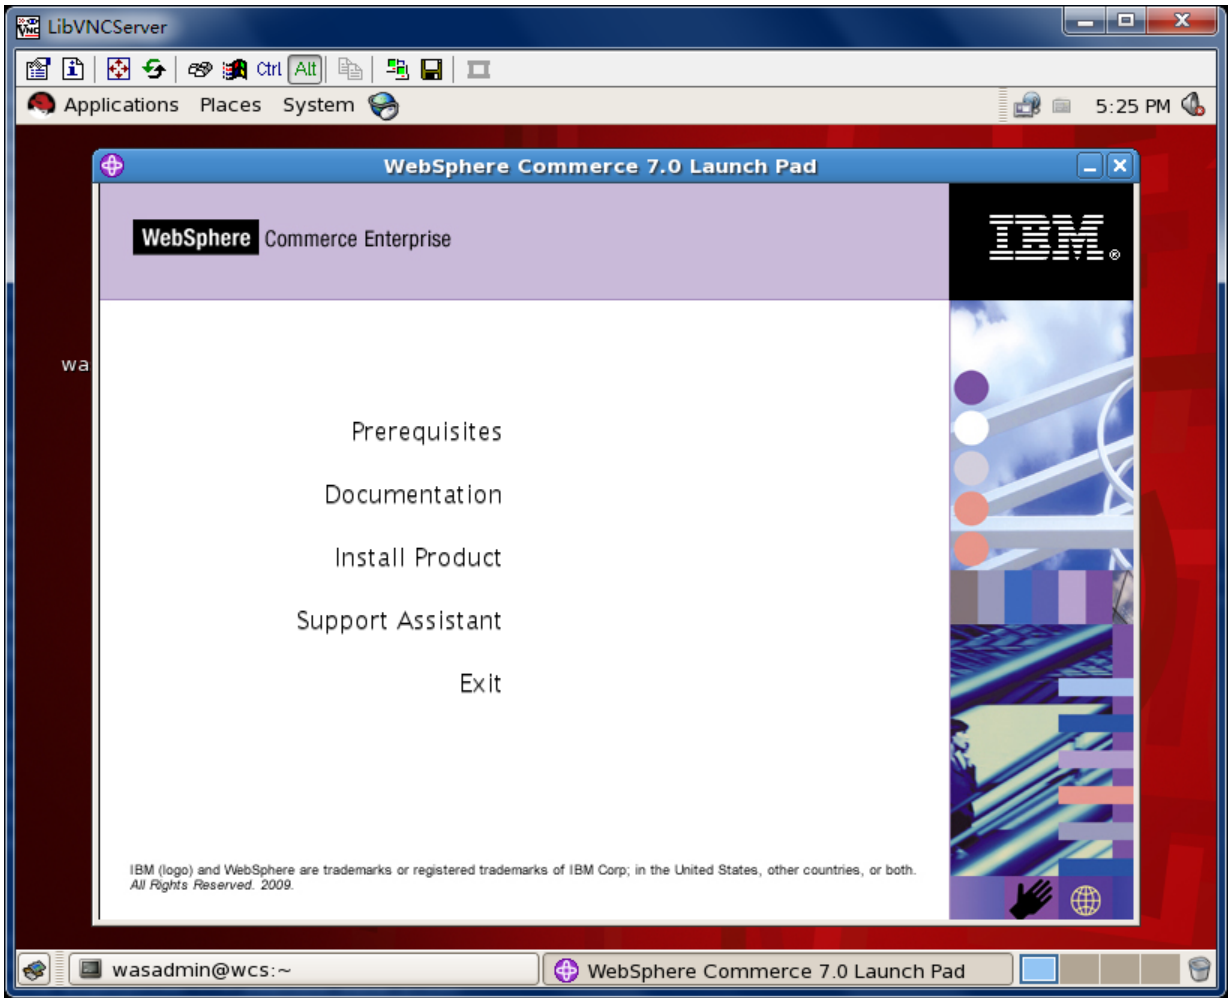 LibVNCServer
Ctrl Alt
Applications Places System 5:25 PM
WebSphere Commerce 7.0 Launch Pad
WebSphere Commerce Enterprise
IBM®
wa
Prerequisites
Documentation
Install Product
Support Assistant
Exit
IBM (logo) and WebSphere are trademarks or registered trademarks of IBM Corp; in the United States, other countries, or both.
All Rights Reserved. 2009.
wasadmin@wcs:~ WebSphere Commerce 7.0 Launch Pad